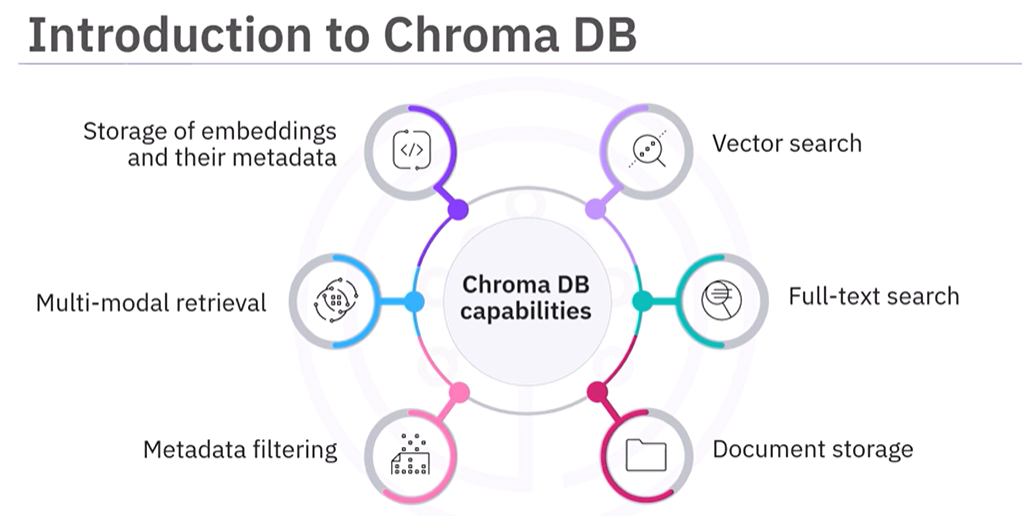 Introduction to Chroma DB
Storage of embeddings
and their metadata
Vector search
Multi-modal retrieval
Chroma DB
capabilities
Full-text search
Metadata filtering
Document storage